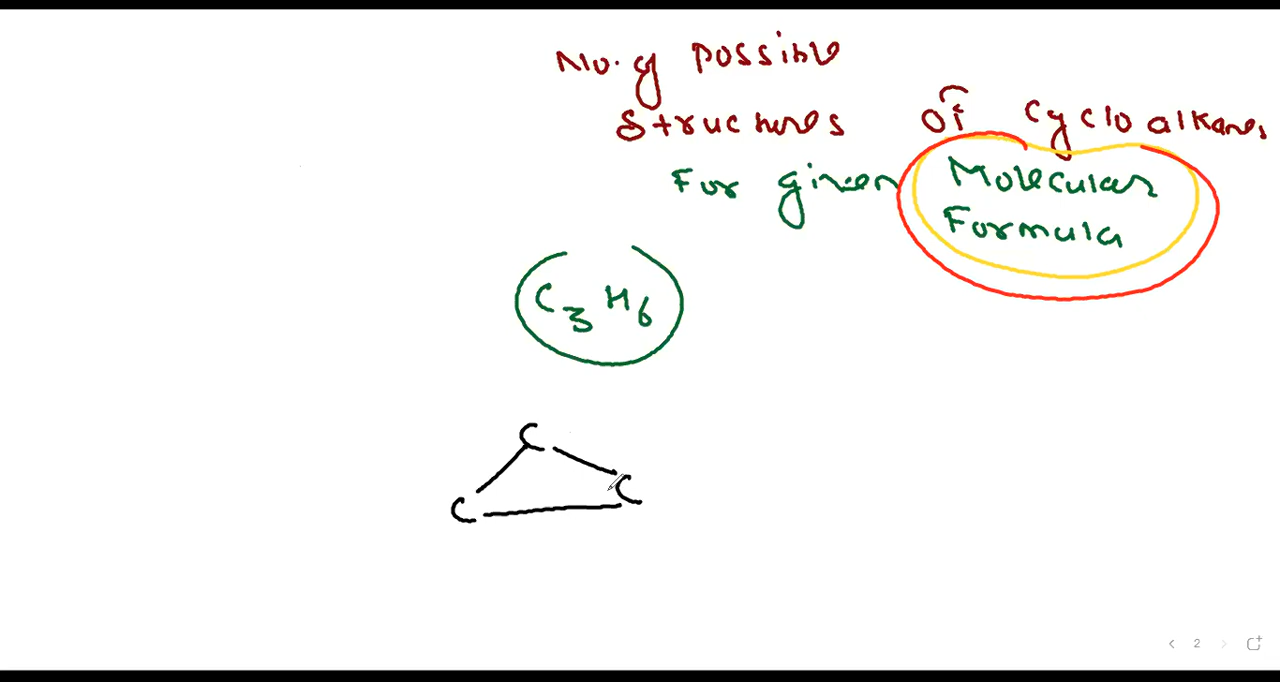 No. of possible
structures of cycloalkanes
For given Molecular
Formula
C3H6
C
C
C
2